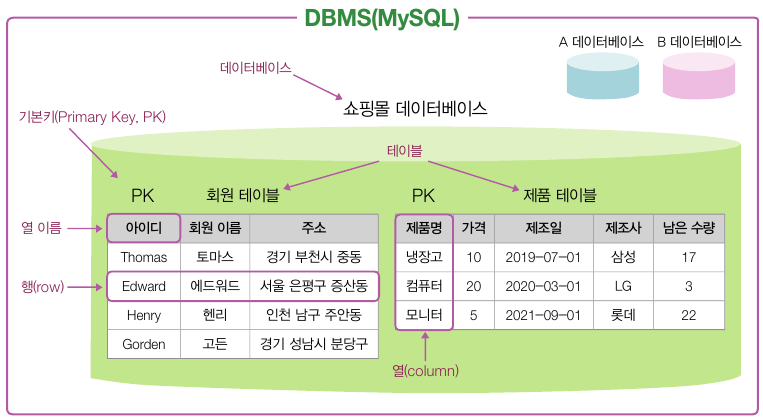 DBMS(MySQL)
A 데이터베이스 B 데이터베이스
데이터베이스
쇼핑몰 데이터베이스
기본키(Primary Key, PK)
테이블
PK 회원 테이블 PK 제품 테이블
열 이름
아이디 회원 이름 주소
Thomas 토마스 경기 부천시 중동
Edward 에드워드 서울 은평구 증산동
Henry 헨리 인천 남구 주안동
Gorden 고든 경기 성남시 분당구
행(row)
제품명 가격 제조일 제조사 남은 수량
냉장고 10 2019-07-01 삼성 17
컴퓨터 20 2020-03-01 LG 3
모니터 5 2021-09-01 롯데 22
열(column)